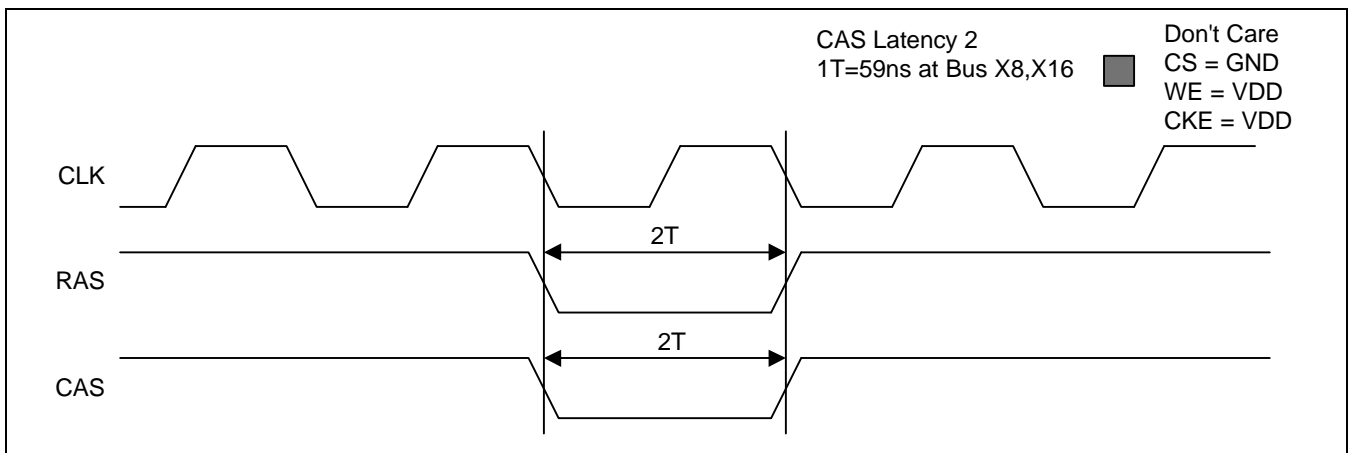 CAS Latency 2
1T=59ns at Bus X8,X16
Don't Care
CS = GND
WE = VDD
CKE = VDD
CLK
2T
RAS
2T
CAS